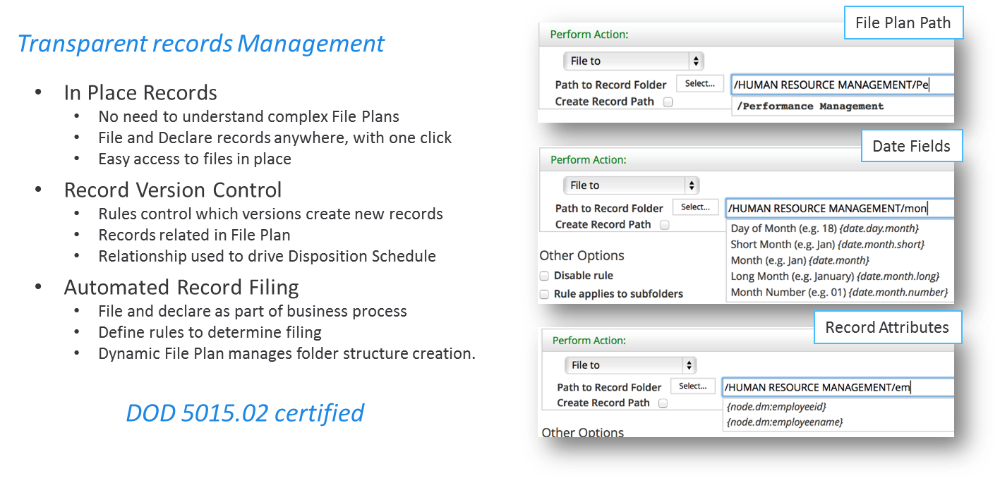 Transparent records Management
• In Place Records
• No need to understand complex File Plans
• File and Declare records anywhere, with one click
• Easy access to files in place
• Record Version Control
• Rules control which versions create new records
• Records related in File Plan
• Relationship used to drive Disposition Schedule
• Automated Record Filing
• File and declare as part of business process
• Define rules to determine filing
• Dynamic File Plan manages folder structure creation.
DOD 5015.02 certified
File Plan Path
Perform Action:
File to
Path to Record Folder Select... /HUMAN RESOURCE MANAGEMENT/Pe
Create Record Path
/Performance Management
Date Fields
Perform Action:
File to
Path to Record Folder Select... /HUMAN RESOURCE MANAGEMENT/mon
Create Record Path
Day of Month (e.g. 18) {date.day.month}
Short Month (e.g. Jan) {date.month.short}
Month (e.g. Jan) {date.month}
Long Month (e.g. January) {date.month.long}
Month Number (e.g. 01) {date.month.number}
Other Options
Disable rule
Rule applies to subfolders
Record Attributes
Perform Action:
File to
Path to Record Folder Select... /HUMAN RESOURCE MANAGEMENT/em
Create Record Path
{node.dm:employeeid}
{node.dm:employeename}
Other Options